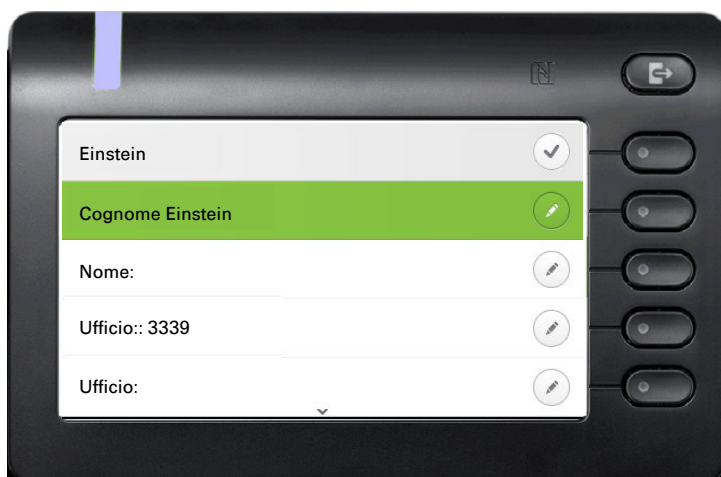 Einstein
Cognome Einstein
Nome:
Ufficio:: 3339
Ufficio: